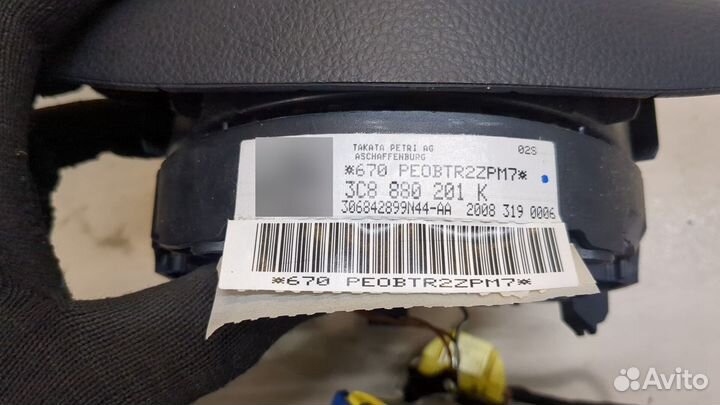 TAKATA PETRI AG 02S
ASCHAFFENBURG
*670 PEOBTR2ZPM7*
3C8 880 201 K
306842899N44-AA 2008 319 0006
*670 PEOBTR2ZPM7*
Avito